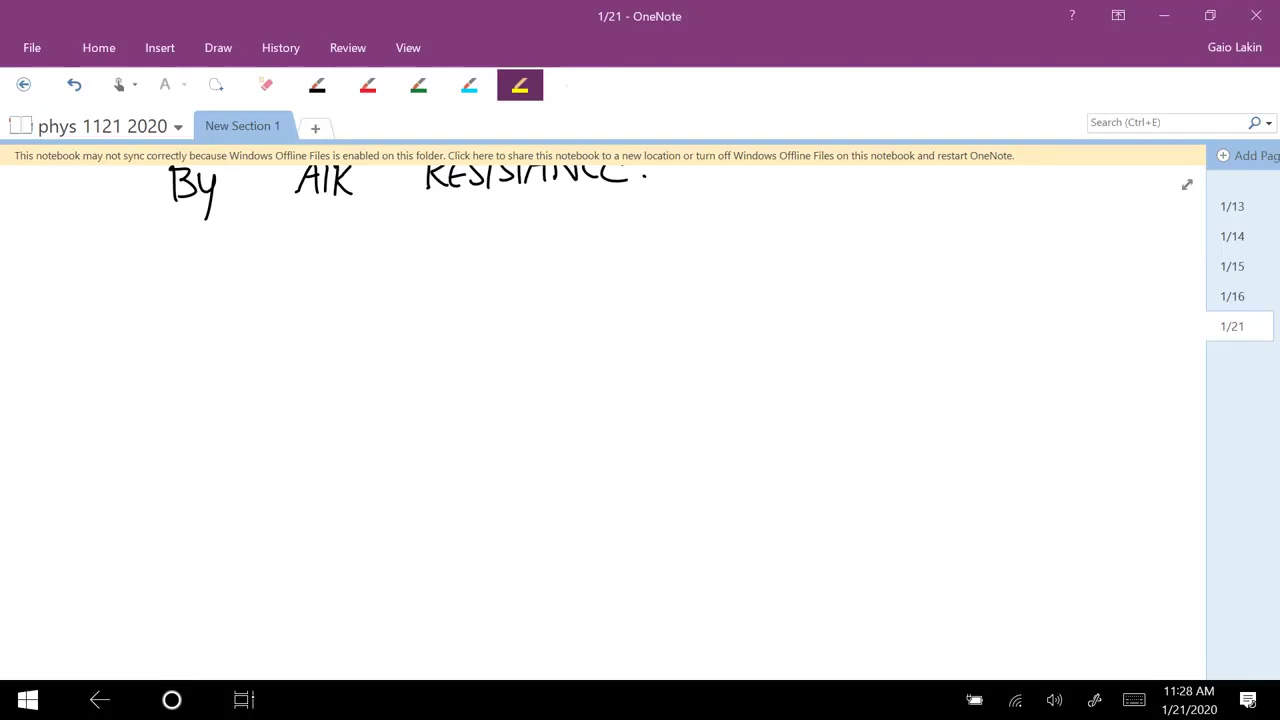 1/21 - OneNote
?
File Home Insert Draw History Review View
Gaio Lakin
A
phys 1121 2020
New Section 1
+
Search (Ctrl+E)
This notebook may not sync correctly because Windows Offline Files is enabled on this folder. Click here to share this notebook to a new location or turn off Windows Offline Files on this notebook and restart OneNote.
Add Pag
By AIR RESISTANCE.
1/13
1/14
1/15
1/16
1/21
11:28 AM
1/21/2020